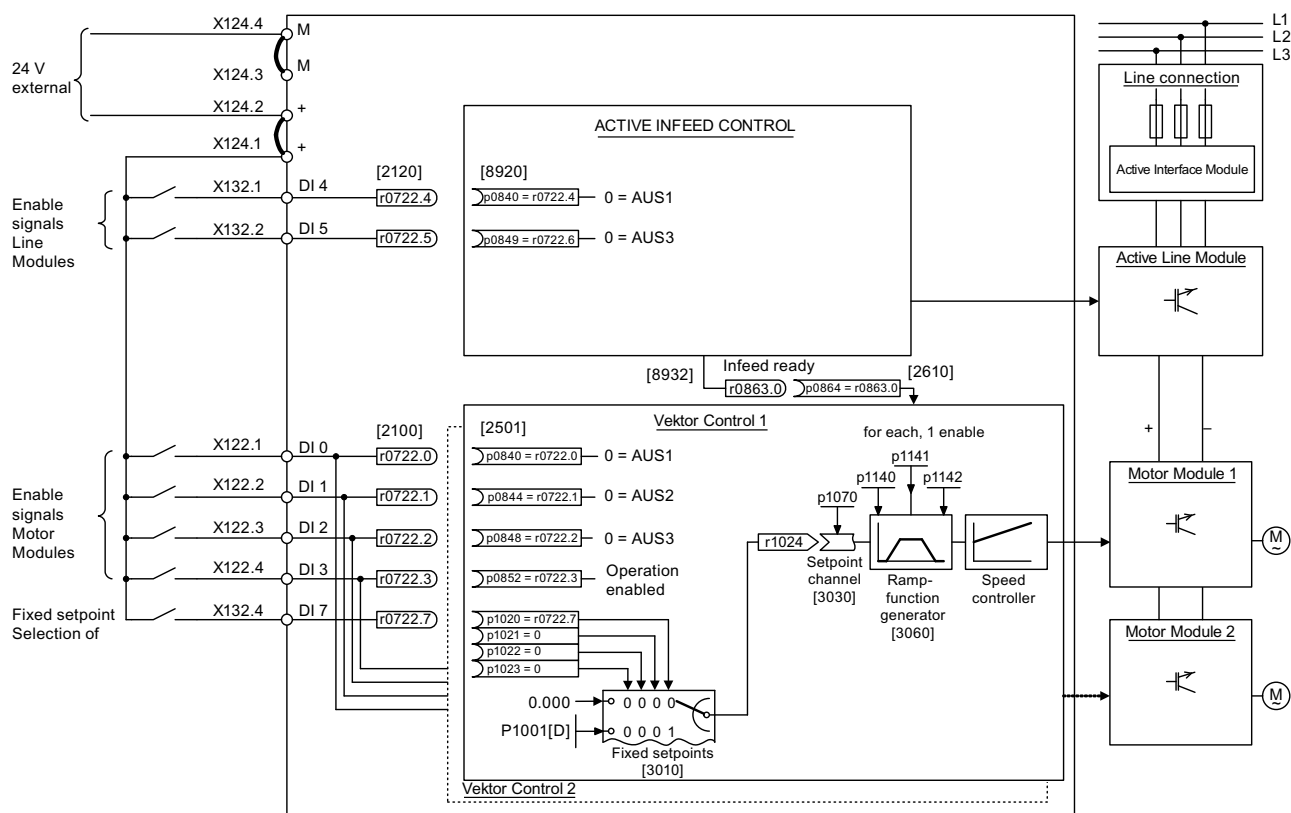 X124.4
M
24 V
external
X124.3
M
X124.2
+
X124.1
+
Enable
signals
Line
Modules
X132.1
DI 4
[2120]
r0722.4
X132.2
DI 5
r0722.5
ACTIVE INFEED CONTROL
[8920]
p0840 = r0722.4
0 = AUS1
p0849 = r0722.6
0 = AUS3
L1
L2
L3
Line connection
Active Interface Module
Active Line Module
[8932]
Infeed ready
r0863.0
p0864 = r0863.0
[2610]
+
–
Enable
signals
Motor
Modules
X122.1
DI 0
[2100]
r0722.0
X122.2
DI 1
r0722.1
X122.3
DI 2
r0722.2
X122.4
DI 3
r0722.3
Fixed setpoint
Selection of
X132.4
DI 7
r0722.7
Vektor Control 1
[2501]
p0840 = r0722.0
0 = AUS1
p0844 = r0722.1
0 = AUS2
p0848 = r0722.2
0 = AUS3
p0852 = r0722.3
Operation
enabled
p1020 = r0722.7
p1021 = 0
p1022 = 0
p1023 = 0
0.000
0 0 0 0
P1001[D]
0 0 0 1
Fixed setpoints
[3010]
for each, 1 enable
p1141
p1140
p1142
p1070
r1024
Setpoint
channel
[3030]
Ramp-
function
generator
[3060]
Speed
controller
Vektor Control 2
Motor Module 1
M
~
Motor Module 2
M
~